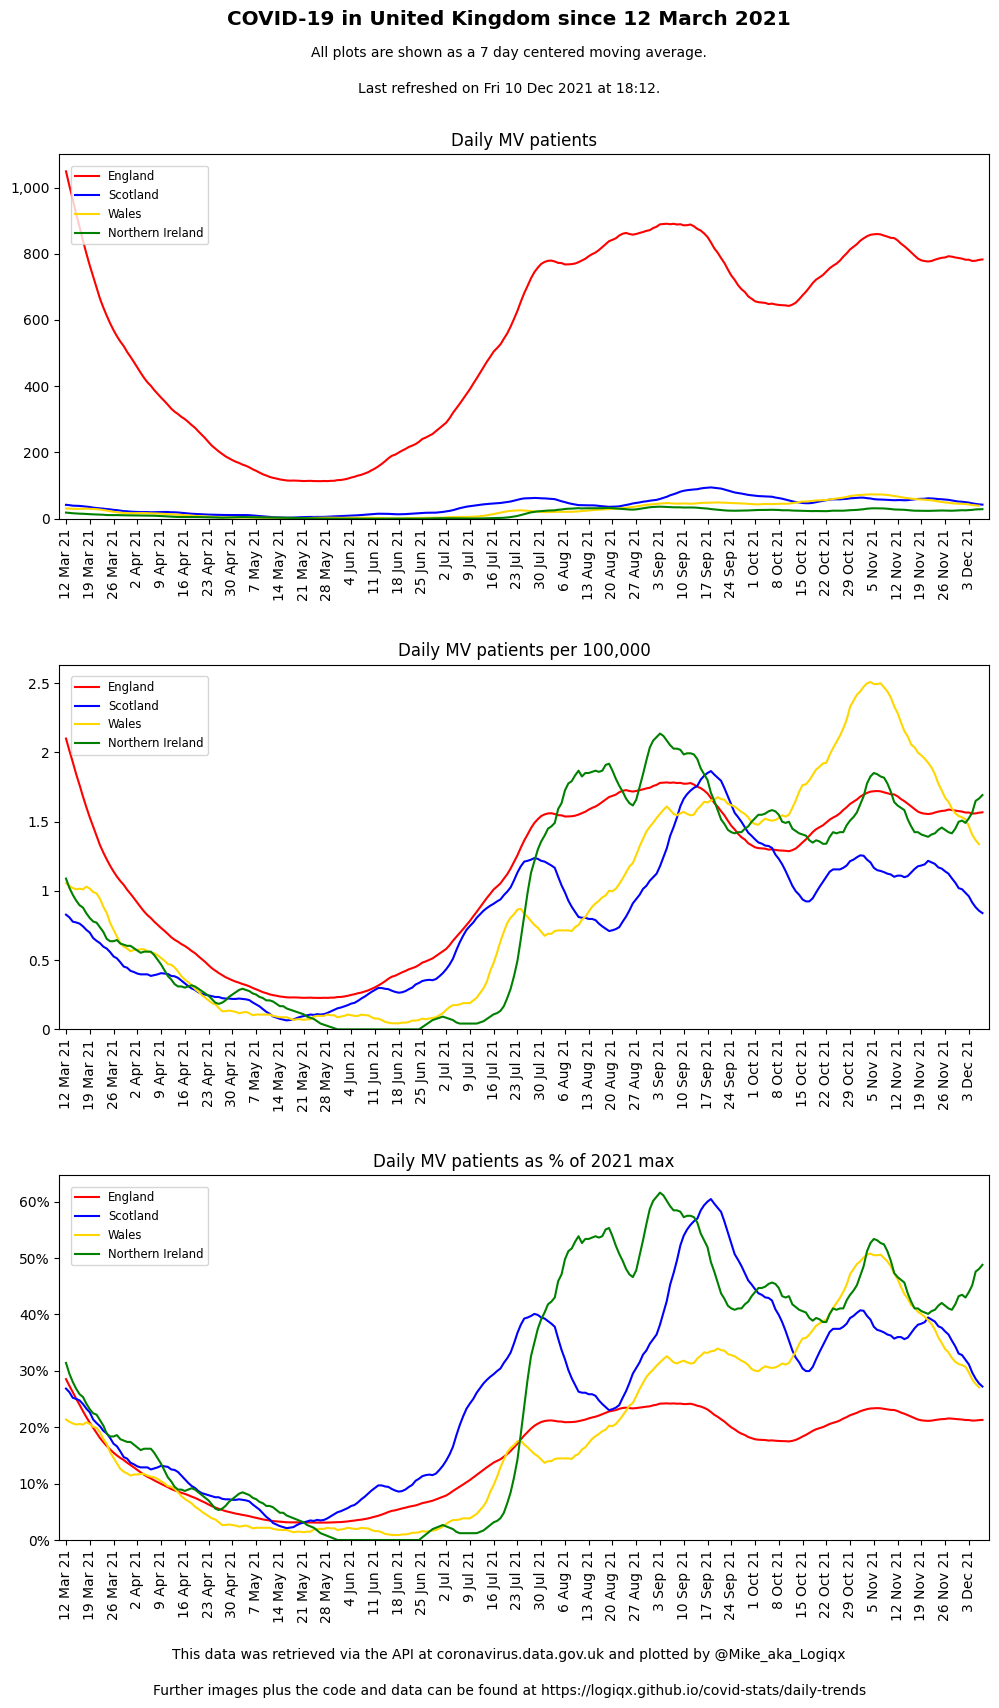 COVID-19 in United Kingdom since 12 March 2021
All plots are shown as a 7 day centered moving average.
Last refreshed on Fri 10 Dec 2021 at 18:12.
Daily MV patients
England
Scotland
Wales
Northern Ireland
1,000
800
600
400
200
0
12 Mar 21
19 Mar 21
26 Mar 21
2 Apr 21
9 Apr 21
16 Apr 21
23 Apr 21
30 Apr 21
7 May 21
14 May 21
21 May 21
28 May 21
4 Jun 21
11 Jun 21
18 Jun 21
25 Jun 21
2 Jul 21
9 Jul 21
16 Jul 21
23 Jul 21
30 Jul 21
6 Aug 21
13 Aug 21
20 Aug 21
27 Aug 21
3 Sep 21
10 Sep 21
17 Sep 21
24 Sep 21
1 Oct 21
8 Oct 21
15 Oct 21
22 Oct 21
29 Oct 21
5 Nov 21
12 Nov 21
19 Nov 21
26 Nov 21
3 Dec 21
Daily MV patients per 100,000
England
Scotland
Wales
Northern Ireland
2.5
2
1.5
1
0.5
0
12 Mar 21
19 Mar 21
26 Mar 21
2 Apr 21
9 Apr 21
16 Apr 21
23 Apr 21
30 Apr 21
7 May 21
14 May 21
21 May 21
28 May 21
4 Jun 21
11 Jun 21
18 Jun 21
25 Jun 21
2 Jul 21
9 Jul 21
16 Jul 21
23 Jul 21
30 Jul 21
6 Aug 21
13 Aug 21
20 Aug 21
27 Aug 21
3 Sep 21
10 Sep 21
17 Sep 21
24 Sep 21
1 Oct 21
8 Oct 21
15 Oct 21
22 Oct 21
29 Oct 21
5 Nov 21
12 Nov 21
19 Nov 21
26 Nov 21
3 Dec 21
Daily MV patients as % of 2021 max
England
Scotland
Wales
Northern Ireland
60%
50%
40%
30%
20%
10%
0%
12 Mar 21
19 Mar 21
26 Mar 21
2 Apr 21
9 Apr 21
16 Apr 21
23 Apr 21
30 Apr 21
7 May 21
14 May 21
21 May 21
28 May 21
4 Jun 21
11 Jun 21
18 Jun 21
25 Jun 21
2 Jul 21
9 Jul 21
16 Jul 21
23 Jul 21
30 Jul 21
6 Aug 21
13 Aug 21
20 Aug 21
27 Aug 21
3 Sep 21
10 Sep 21
17 Sep 21
24 Sep 21
1 Oct 21
8 Oct 21
15 Oct 21
22 Oct 21
29 Oct 21
5 Nov 21
12 Nov 21
19 Nov 21
26 Nov 21
3 Dec 21
This data was retrieved via the API at coronavirus.data.gov.uk and plotted by @Mike_aka_Logiqx
Further images plus the code and data can be found at https://logiqx.github.io/covid-stats/daily-trends